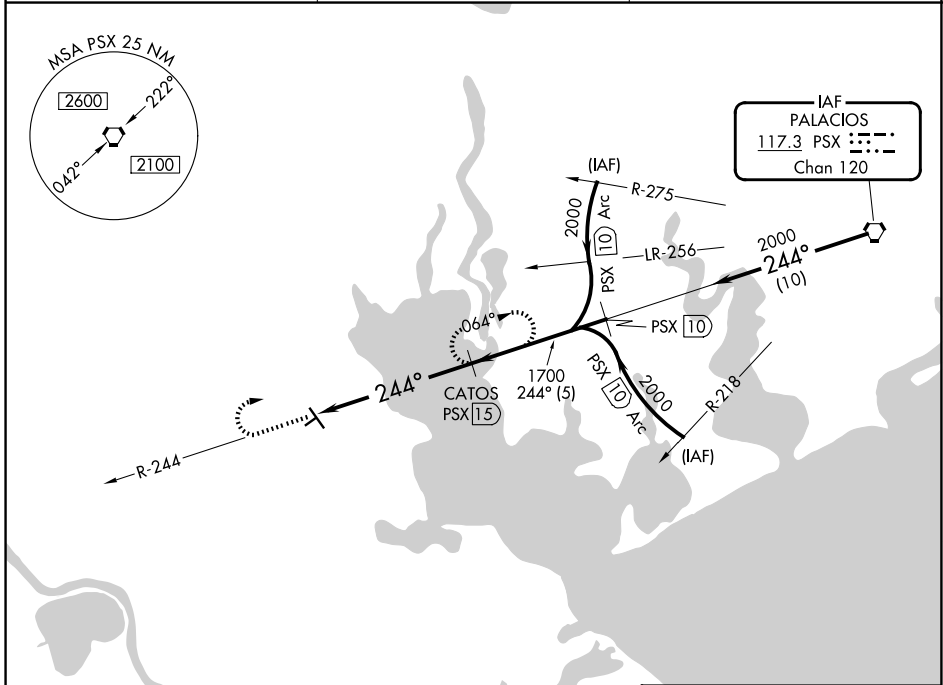 MSA PSX 25 NM
2600
222°
042°
2100
IAF
PALACIOS
117.3 PSX
Chan 120
(IAF)
R-275
2000
PSX 10 Arc
LR-256
2000
244°
(10)
PSX 10
064°
1700
244° (5)
CATOS
PSX 15
244°
R-244
PSX 10 Arc
2000
R-218
(IAF)